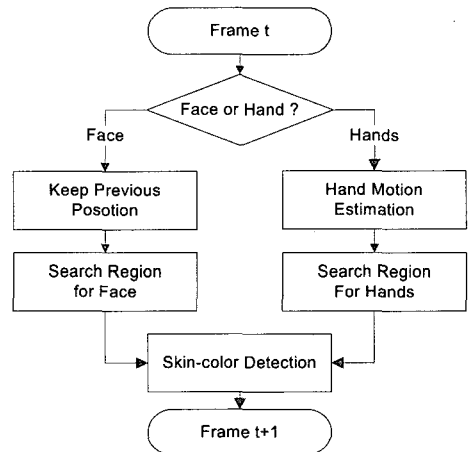 Frame t
Face or Hand ?
Face
Hands
Keep Previous
Posotion
Hand Motion
Estimation
Search Region
for Face
Search Region
For Hands
Skin-color Detection
Frame t+1